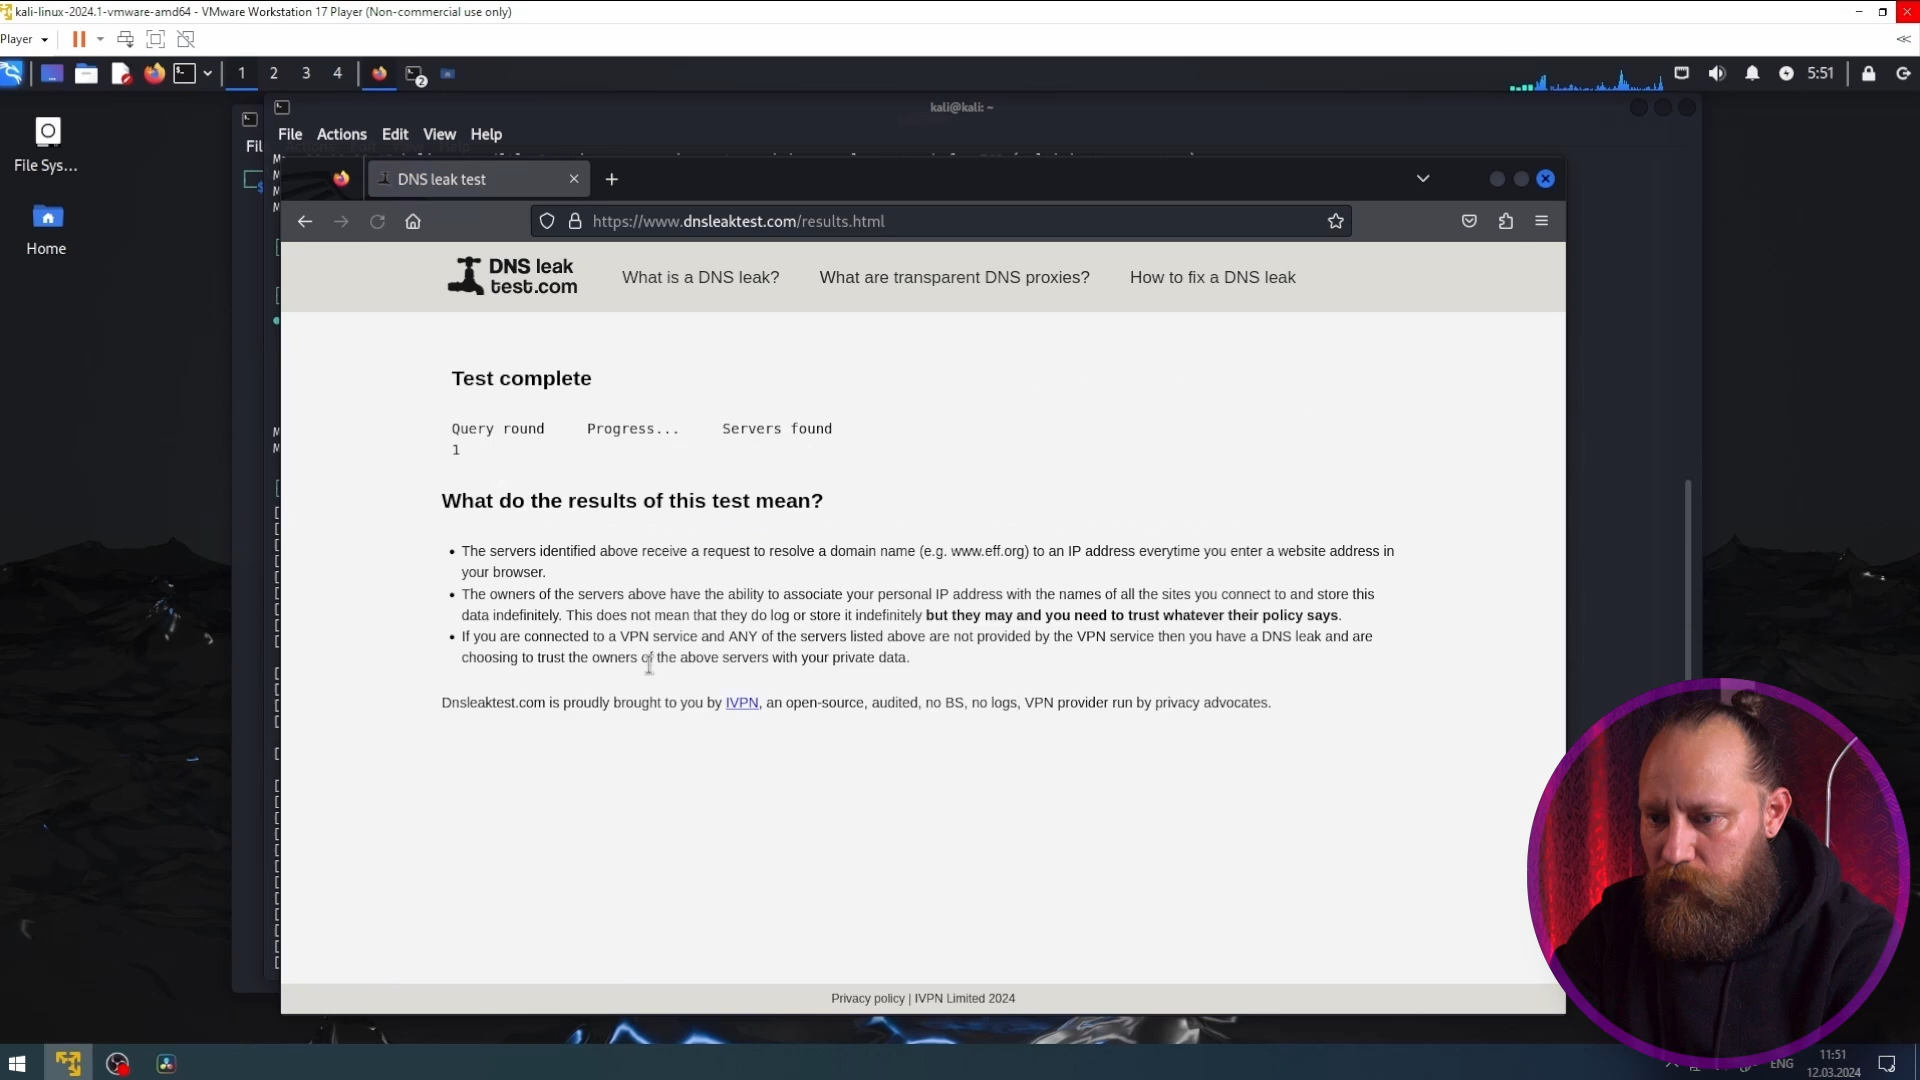 kali-linux-2024.1-vmware-amd64 - VMware Workstation 17 Player (Non-commercial use only)
Player
1 2 3 4
2
5:51
kali@kali: ~
File Sys...
Home
File Actions Edit View Help
Fil
DNS leak test
https://www.dnsleaktest.com/results.html
DNS leak
test.com
What is a DNS leak? What are transparent DNS proxies? How to fix a DNS leak
Test complete
Query round Progress... Servers found
1
What do the results of this test mean?
• The servers identified above receive a request to resolve a domain name (e.g. www.eff.org) to an IP address everytime you enter a website address in
your browser.
• The owners of the servers above have the ability to associate your personal IP address with the names of all the sites you connect to and store this
data indefinitely. This does not mean that they do log or store it indefinitely but they may and you need to trust whatever their policy says.
• If you are connected to a VPN service and ANY of the servers listed above are not provided by the VPN service then you have a DNS leak and are
choosing to trust the owners of the above servers with your private data.
Dnsleaktest.com is proudly brought to you by IVPN, an open-source, audited, no BS, no logs, VPN provider run by privacy advocates.
Privacy policy | IVPN Limited 2024
ENG
11:51
12.03.2024